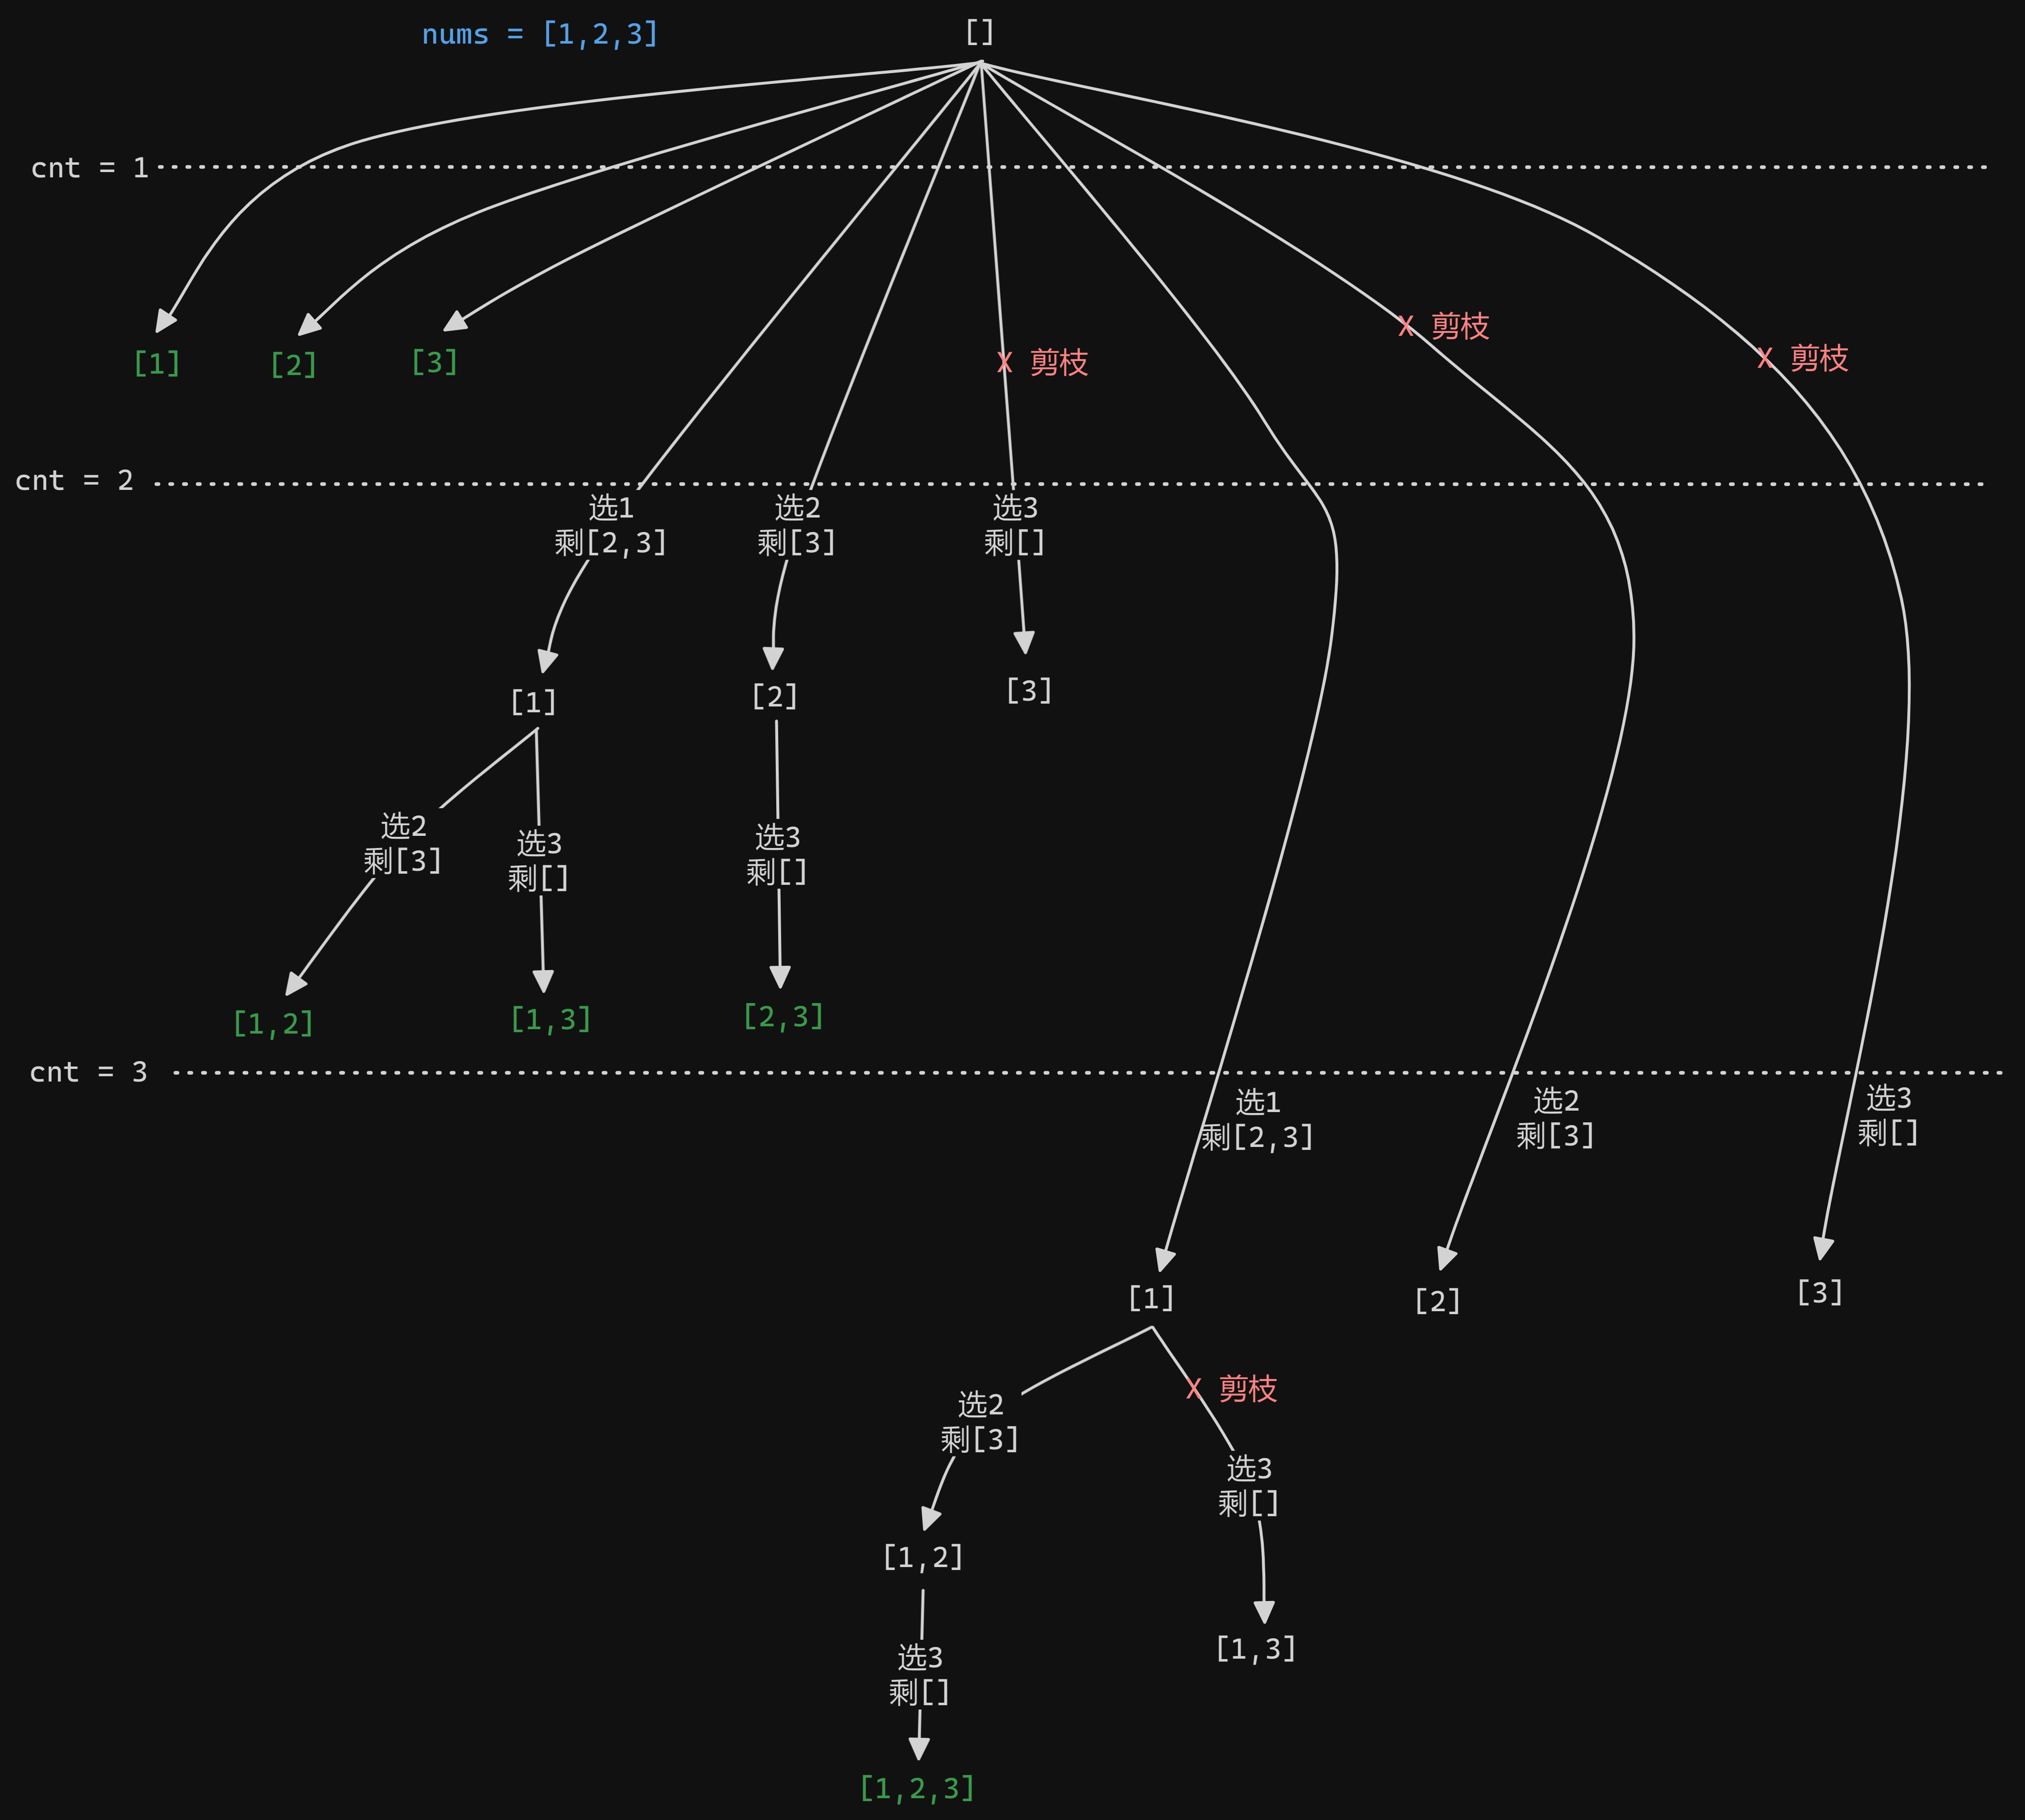 nums = [1,2,3]
[]
cnt = 1
X 剪枝
[1]
[2]
[3]
X 剪枝
X 剪枝
cnt = 2
选1
剩[2,3]
选2
剩[3]
选3
剩[]
[1]
[2]
[3]
选2
剩[3]
选3
剩[]
选3
剩[]
[1,2]
[1,3]
[2,3]
cnt = 3
选1
剩[2,3]
选2
剩[3]
选3
剩[]
[1]
[2]
[3]
X 剪枝
选2
剩[3]
选3
剩[]
[1,2]
[1,3]
选3
剩[]
[1,2,3]